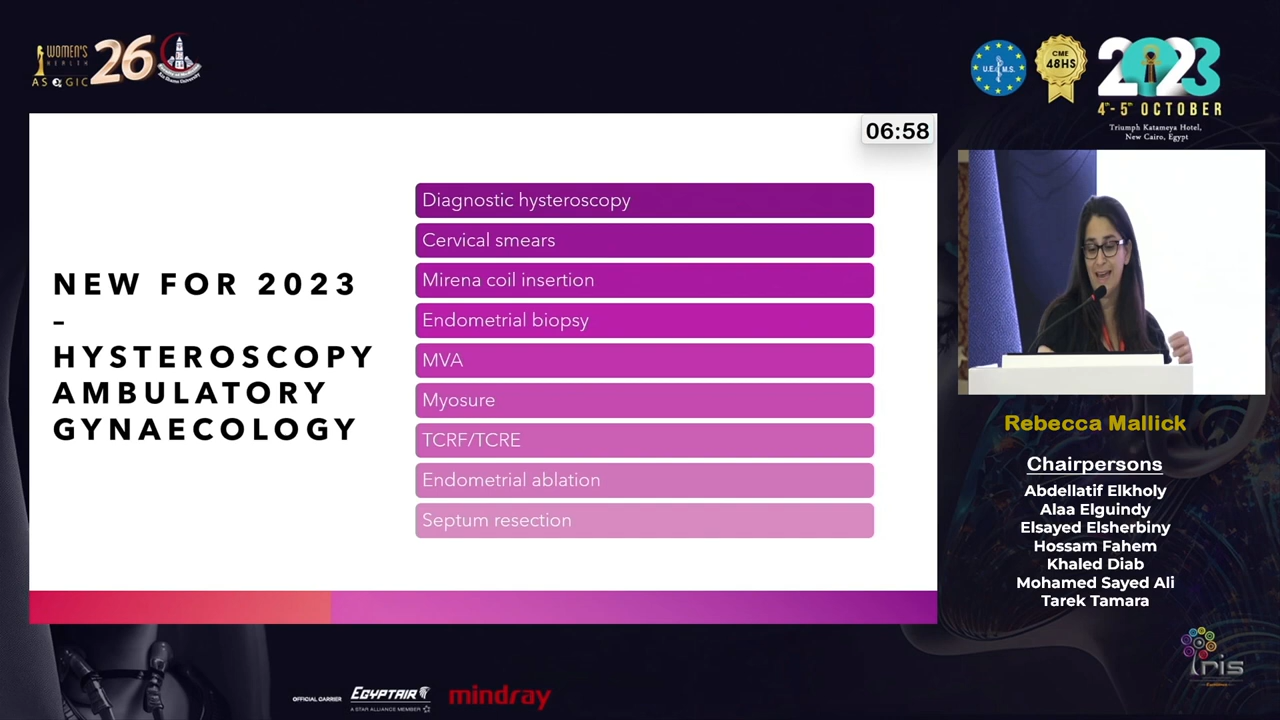 WOMEN'S
HEALTH
ASOGIC
26
U.E.M.S.
CME
48HS
2023
4th - 5th OCTOBER
Triumph Katameya Hotel,
New Cairo, Egypt
06:58
NEW FOR 2023
-
HYSTEROSCOPY
AMBULATORY
GYNAECOLOGY
Diagnostic hysteroscopy
Cervical smears
Mirena coil insertion
Endometrial biopsy
MVA
Myosure
TCRF/TCRE
Endometrial ablation
Septum resection
Rebecca Mallick
Chairpersons
Abdellatif Elkholy
Alaa Elguindy
Elsayed Elsherbiny
Hossam Fahem
Khaled Diab
Mohamed Sayed Ali
Tarek Tamara
OFFICIAL CARRIER
EGYPTAIR
A STAR ALLIANCE MEMBER
mindray
Iris